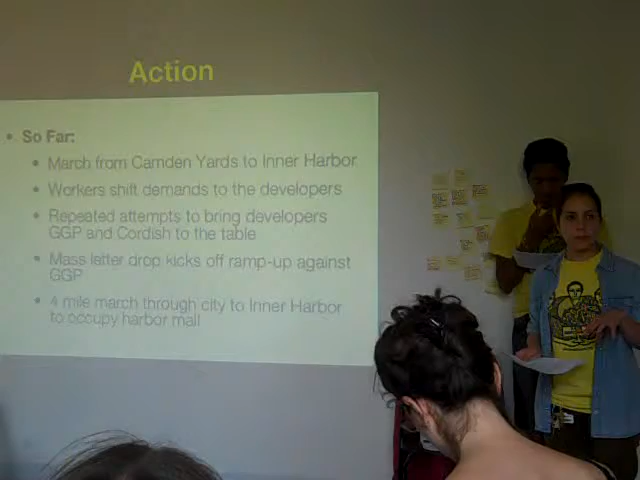 Action
• So Far:
• March from Camden Yards to Inner Harbor
• Workers shift demands to the developers
• Repeated attempts to bring developers
GGP and Cordish to the table
• Mass letter drop kicks off ramp-up against
GGP
• 4 mile march through city to Inner Harbor
to occupy harbor mall